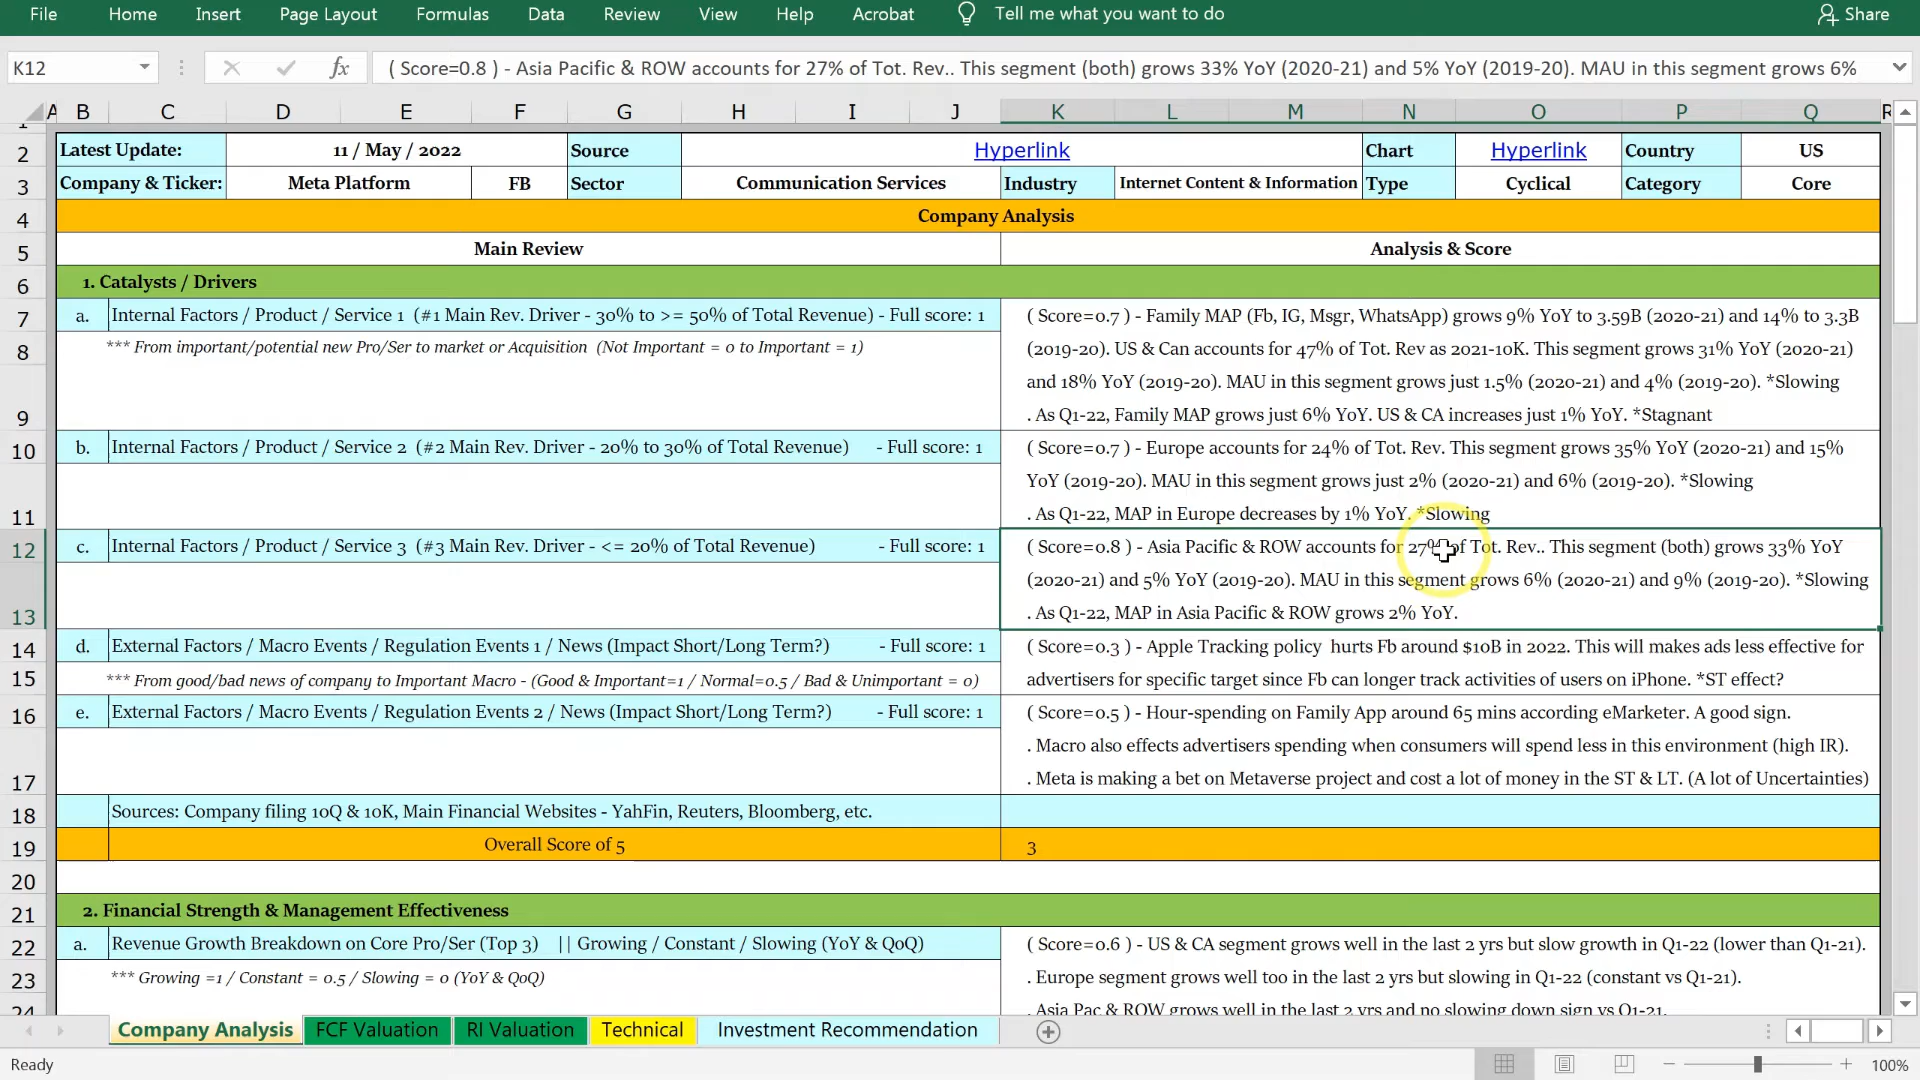 File Home Insert Page Layout Formulas Data Review View Help Acrobat Tell me what you want to do Share
K12 fx ( Score=0.8 ) - Asia Pacific & ROW accounts for 27% of Tot. Rev.. This segment (both) grows 33% YoY (2020-21) and 5% YoY (2019-20). MAU in this segment grows 6%
A B C D E F G H I J K L M N O P Q R
2 Latest Update: 11 / May / 2022 Source Hyperlink Chart Hyperlink Country US
3 Company & Ticker: Meta Platform FB Sector Communication Services Industry Internet Content & Information Type Cyclical Category Core
4 Company Analysis
5 Main Review Analysis & Score
6 1. Catalysts / Drivers
7 a. Internal Factors / Product / Service 1 (#1 Main Rev. Driver - 30% to >= 50% of Total Revenue) - Full score: 1 ( Score=0.7 ) - Family MAP (Fb, IG, Msgr, WhatsApp) grows 9% YoY to 3.59B (2020-21) and 14% to 3.3B
8 *** From important/potential new Pro/Ser to market or Acquisition (Not Important = 0 to Important = 1) (2019-20). US & Can accounts for 47% of Tot. Rev as 2021-10K. This segment grows 31% YoY (2020-21)
and 18% YoY (2019-20). MAU in this segment grows just 1.5% (2020-21) and 4% (2019-20). *Slowing
9 . As Q1-22, Family MAP grows just 6% YoY. US & CA increases just 1% YoY. *Stagnant
10 b. Internal Factors / Product / Service 2 (#2 Main Rev. Driver - 20% to 30% of Total Revenue) - Full score: 1 ( Score=0.7 ) - Europe accounts for 24% of Tot. Rev. This segment grows 35% YoY (2020-21) and 15%
YoY (2019-20). MAU in this segment grows just 2% (2020-21) and 6% (2019-20). *Slowing
11 . As Q1-22, MAP in Europe decreases by 1% YoY. *Slowing
12 c. Internal Factors / Product / Service 3 (#3 Main Rev. Driver - <= 20% of Total Revenue) - Full score: 1 ( Score=0.8 ) - Asia Pacific & ROW accounts for 27% of Tot. Rev.. This segment (both) grows 33% YoY
(2020-21) and 5% YoY (2019-20). MAU in this segment grows 6% (2020-21) and 9% (2019-20). *Slowing
13 . As Q1-22, MAP in Asia Pacific & ROW grows 2% YoY.
14 d. External Factors / Macro Events / Regulation Events 1 / News (Impact Short/Long Term?) - Full score: 1 ( Score=0.3 ) - Apple Tracking policy hurts Fb around $10B in 2022. This will makes ads less effective for
15 *** From good/bad news of company to Important Macro - (Good & Important=1 / Normal=0.5 / Bad & Unimportant = 0) advertisers for specific target since Fb can longer track activities of users on iPhone. *ST effect?
16 e. External Factors / Macro Events / Regulation Events 2 / News (Impact Short/Long Term?) - Full score: 1 ( Score=0.5 ) - Hour-spending on Family App around 65 mins according eMarketer. A good sign.
. Macro also effects advertisers spending when consumers will spend less in this environment (high IR).
17 . Meta is making a bet on Metaverse project and cost a lot of money in the ST & LT. (A lot of Uncertainties)
18 Sources: Company filing 10Q & 10K, Main Financial Websites - YahFin, Reuters, Bloomberg, etc.
19 Overall Score of 5 3
20
21 2. Financial Strength & Management Effectiveness
22 a. Revenue Growth Breakdown on Core Pro/Ser (Top 3) || Growing / Constant / Slowing (YoY & QoQ) ( Score=0.6 ) - US & CA segment grows well in the last 2 yrs but slow growth in Q1-22 (lower than Q1-21).
23 *** Growing =1 / Constant = 0.5 / Slowing = 0 (YoY & QoQ) . Europe segment grows well too in the last 2 yrs but slowing in Q1-22 (constant vs Q1-21).
24 . Asia Pac & ROW grows well in the last 2 yrs and no slowing down sign vs Q1-21.
Company Analysis FCF Valuation RI Valuation Technical Investment Recommendation
Ready 100%